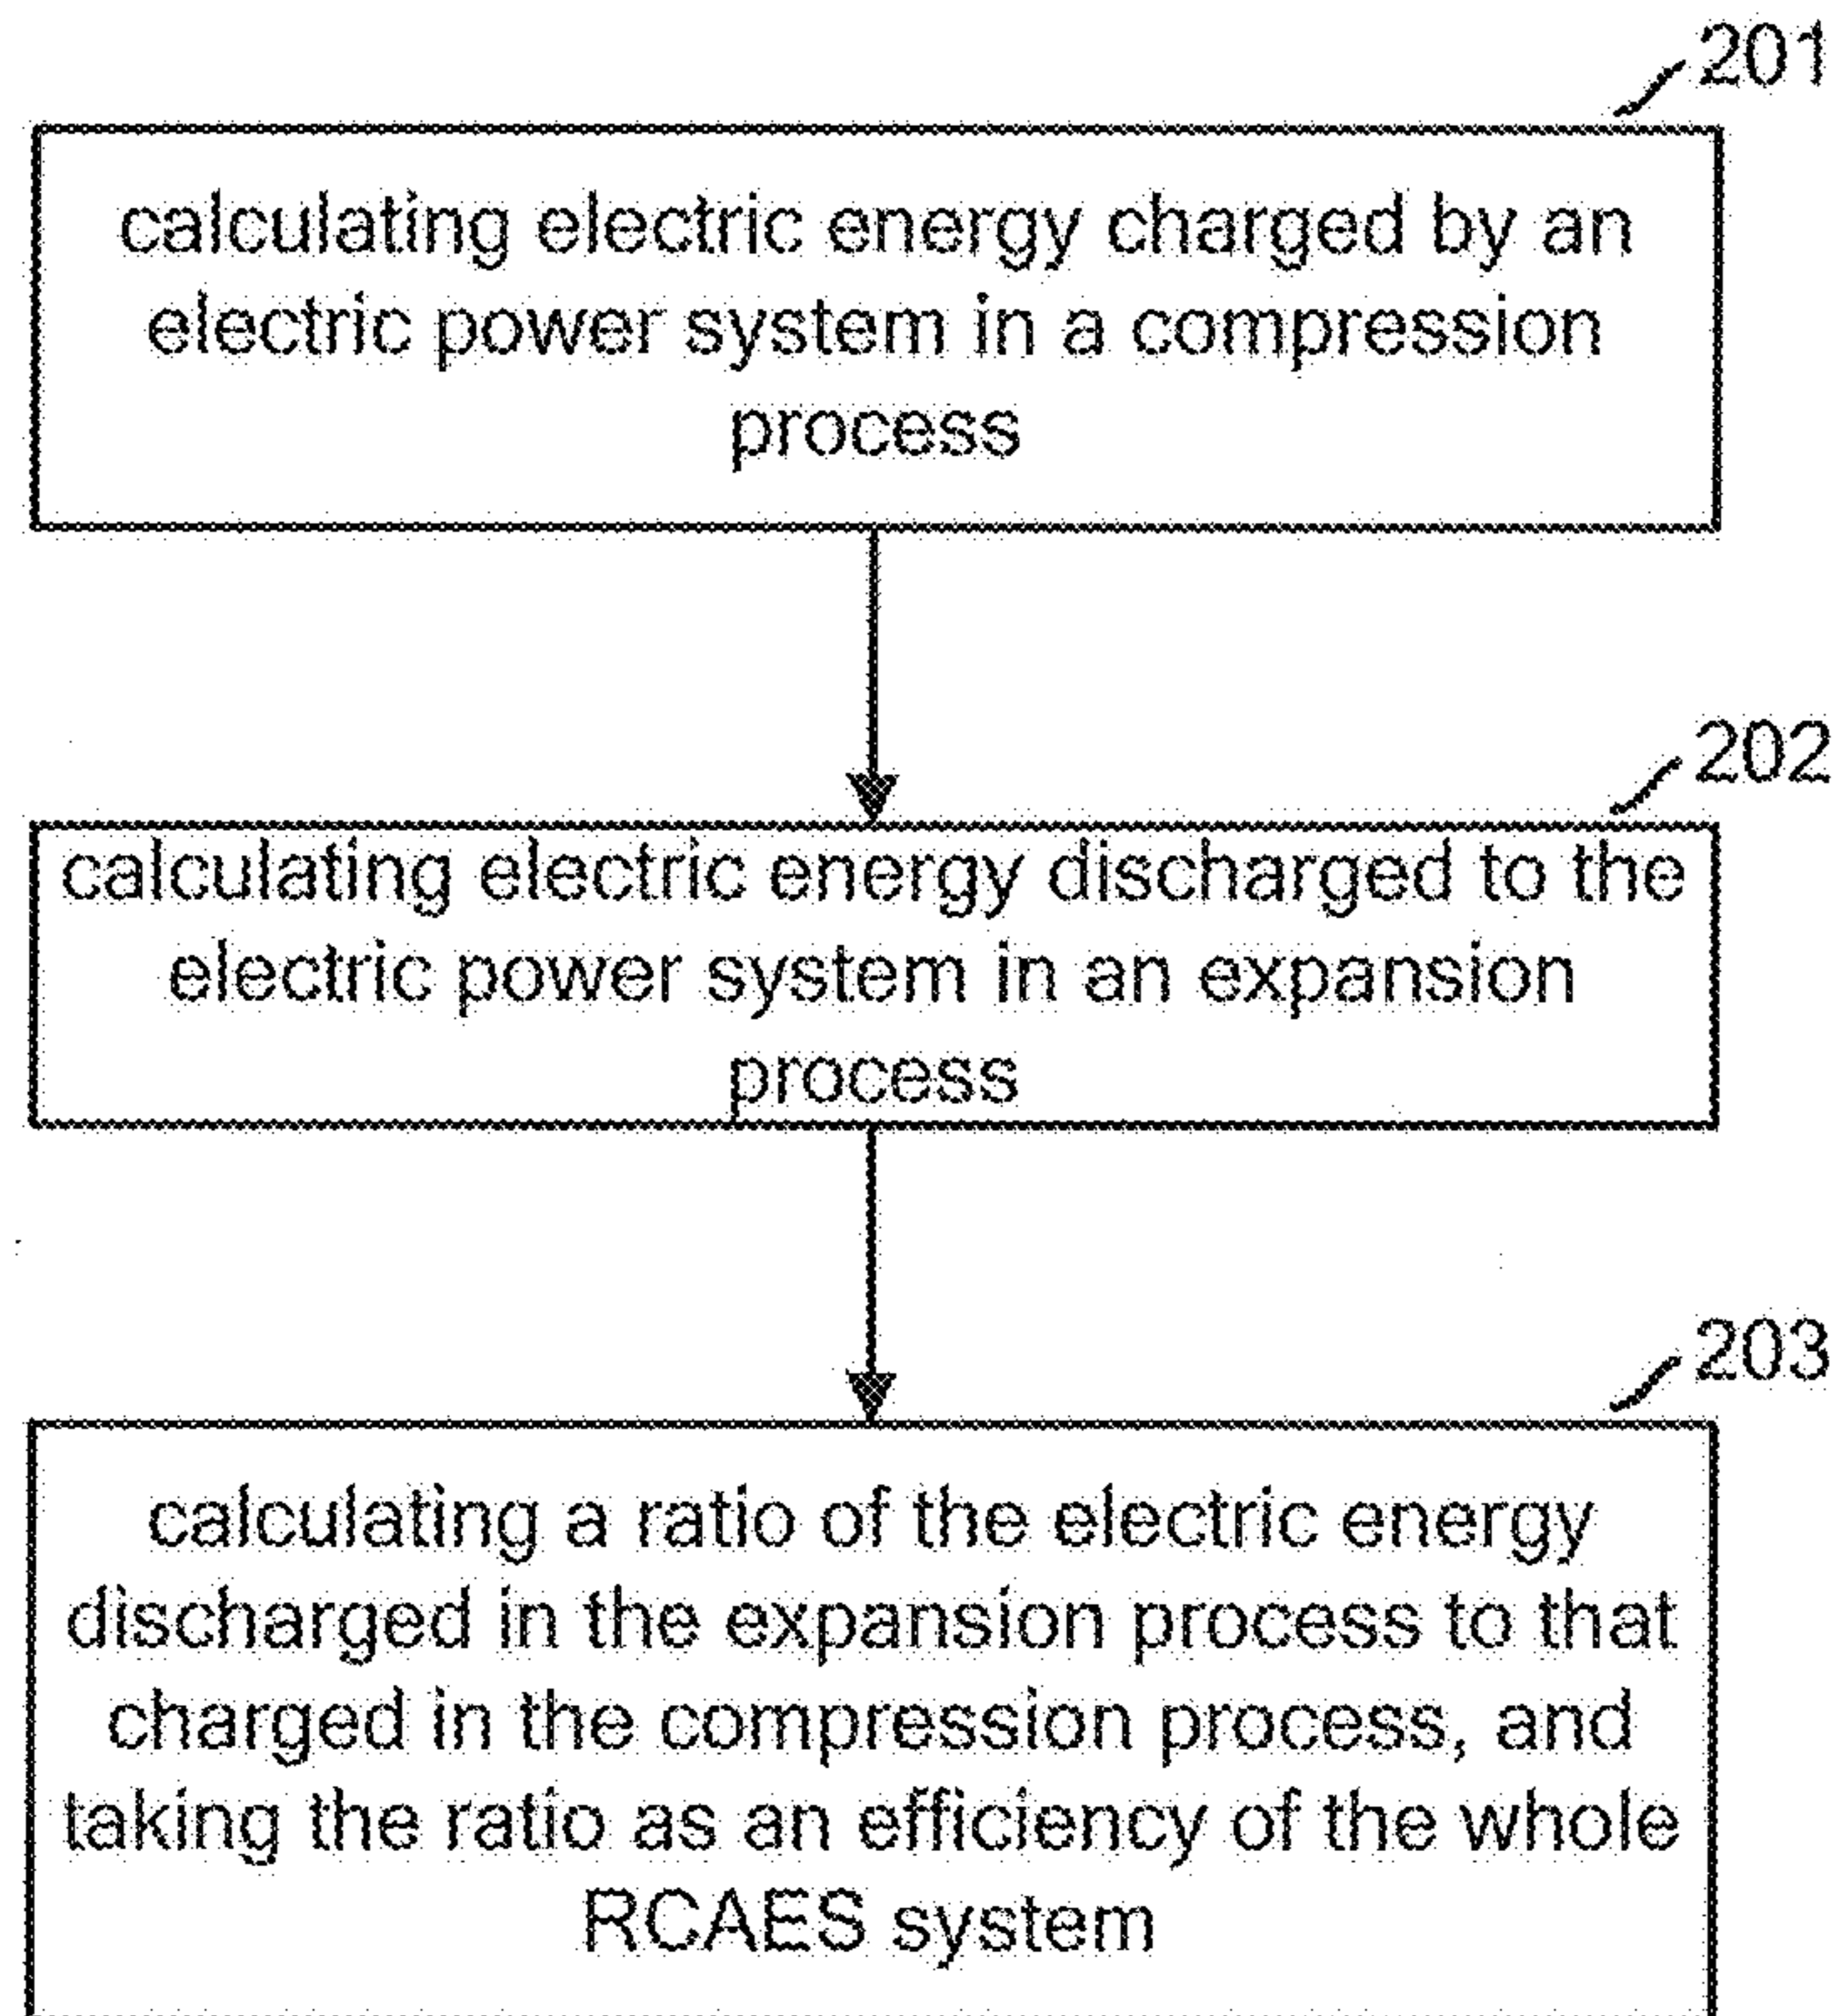 201
calculating electric energy charged by an
electric power system in a compression
process
202
calculating electric energy discharged to the
electric power system in an expansion
process
203
calculating a ratio of the electric energy
discharged in the expansion process to that
charged in the compression process, and
taking the ratio as an efficiency of the whole
RCAES system